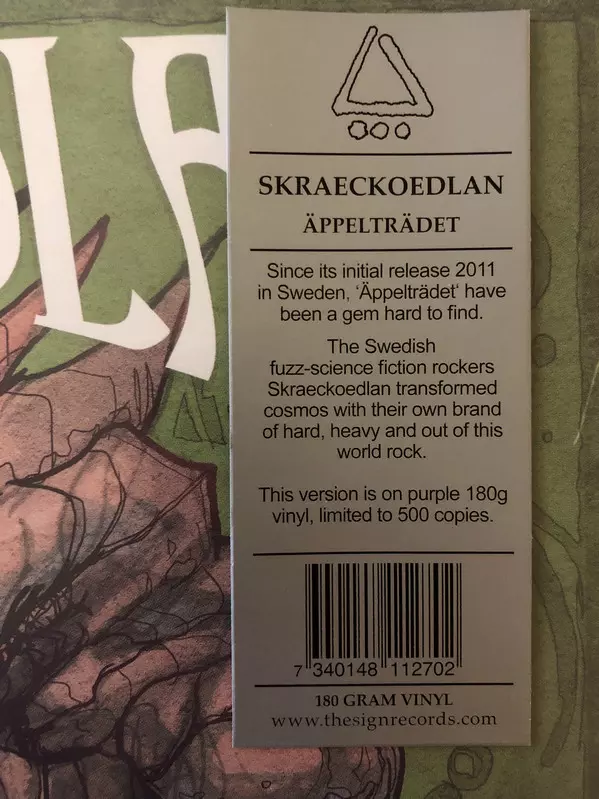 LA
SKRAECKOEDLAN
ÄPPELTRÄDET
Since its initial release 2011
in Sweden, ‘Äppelträdet‘ have
been a gem hard to find.
The Swedish
fuzz-science fiction rockers
Skraeckoedlan transformed
cosmos with their own brand
of hard, heavy and out of this
world rock.
This version is on purple 180g
vinyl, limited to 500 copies.
7 340148 112702
180 GRAM VINYL
www.thesignrecords.com